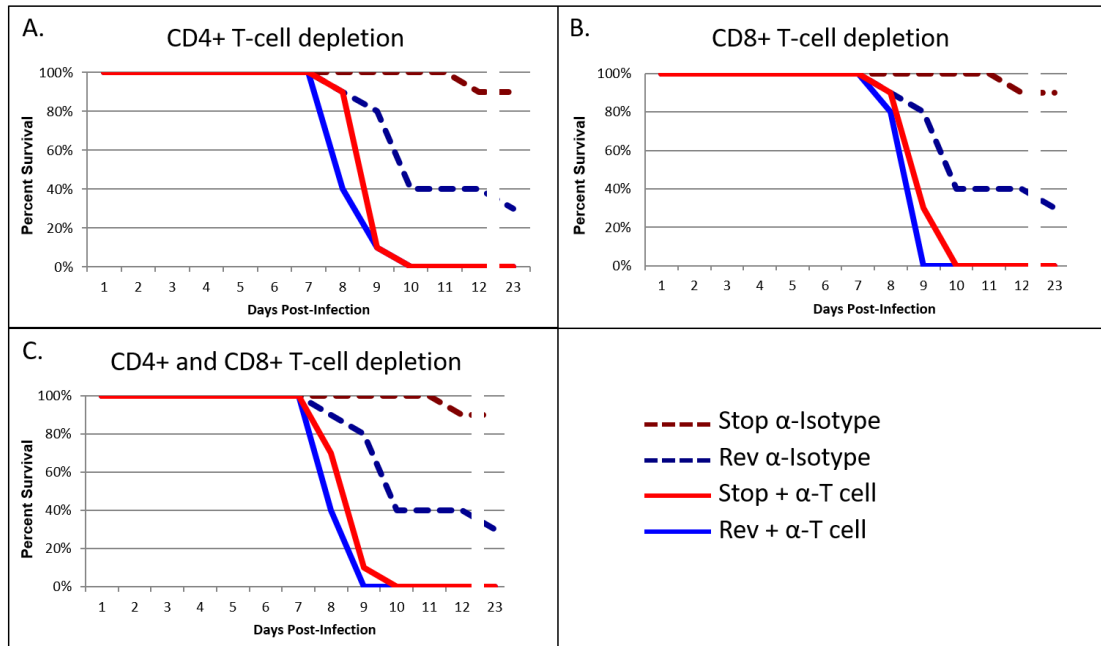 A.
CD4+ T-cell depletion
100%
80%
60%
40%
20%
0%
Percent Survival
1 2 3 4 5 6 7 8 9 10 11 12 23
Days Post-Infection
B.
CD8+ T-cell depletion
100%
80%
60%
40%
20%
0%
Percent Survival
1 2 3 4 5 6 7 8 9 10 11 12 23
Days Post-Infection
C.
CD4+ and CD8+ T-cell depletion
100%
80%
60%
40%
20%
0%
Percent Survival
1 2 3 4 5 6 7 8 9 10 11 12 23
Days Post-Infection
Stop α-Isotype
Rev α-Isotype
Stop + α-T cell
Rev + α-T cell